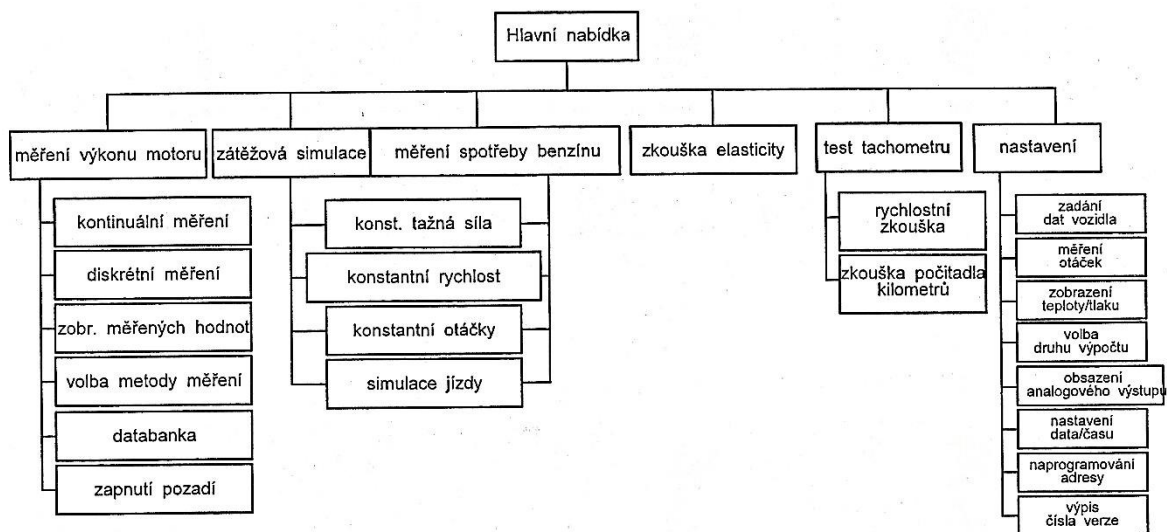 Hlavní nabídka
měření výkonu motoru
zátěžová simulace
měření spotřeby benzínu
zkouška elasticity
test tachometru
nastavení
kontinuální měření
diskrétní měření
zobr. měřených hodnot
volba metody měření
databanka
zapnutí pozadí
konst. tažná síla
konstantní rychlost
konstantní otáčky
simulace jízdy
rychlostní
zkouška
zkouška počitadla
kilometrů
zadání
dat vozidla
měření
otáček
zobrazení
teploty/tlaku
volba
druhu výpočtu
obsazení
analogového výstupu
nastavení
data/času
naprogramování
adresy
výpis
čísla verze